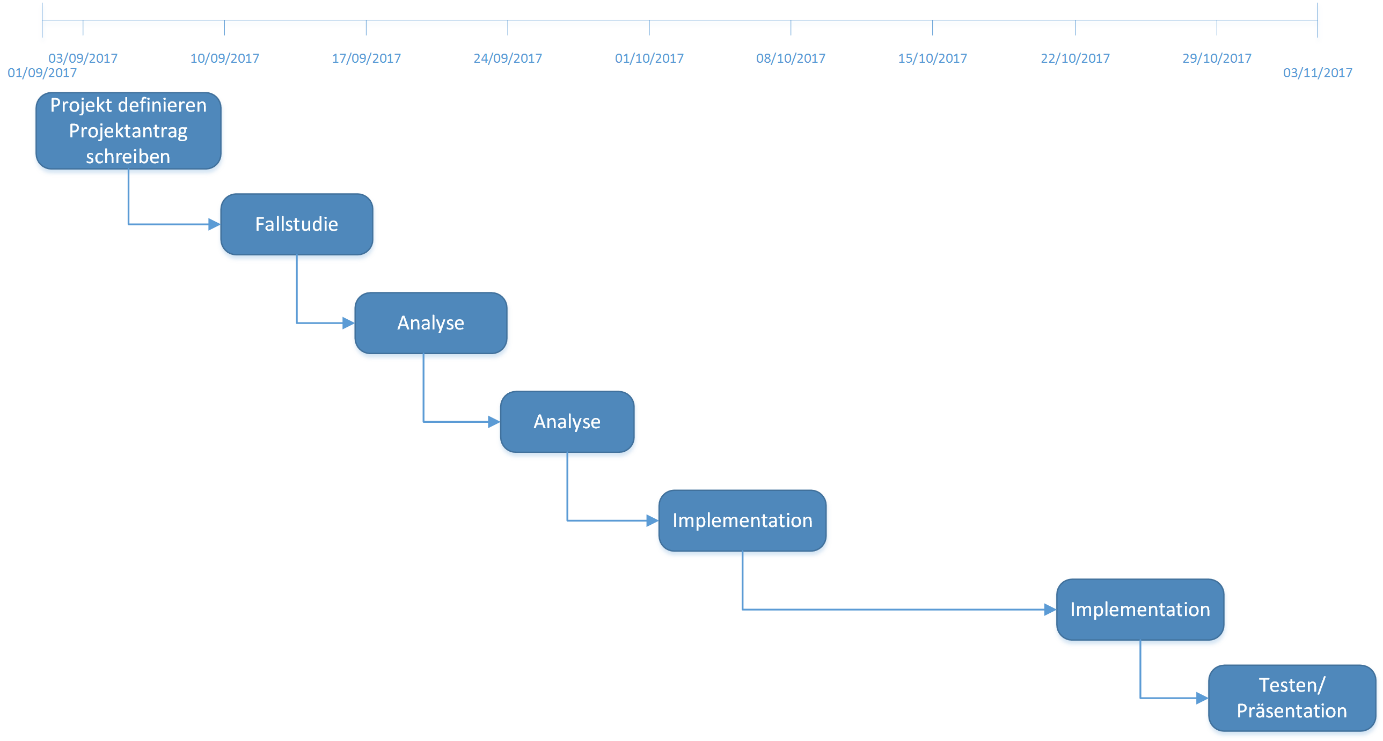 03/09/2017 10/09/2017 17/09/2017 24/09/2017 01/10/2017 08/10/2017 15/10/2017 22/10/2017 29/10/2017
01/09/2017 03/11/2017
Projekt definieren
Projektantrag
schreiben
Fallstudie
Analyse
Analyse
Implementation
Implementation
Testen/
Präsentation